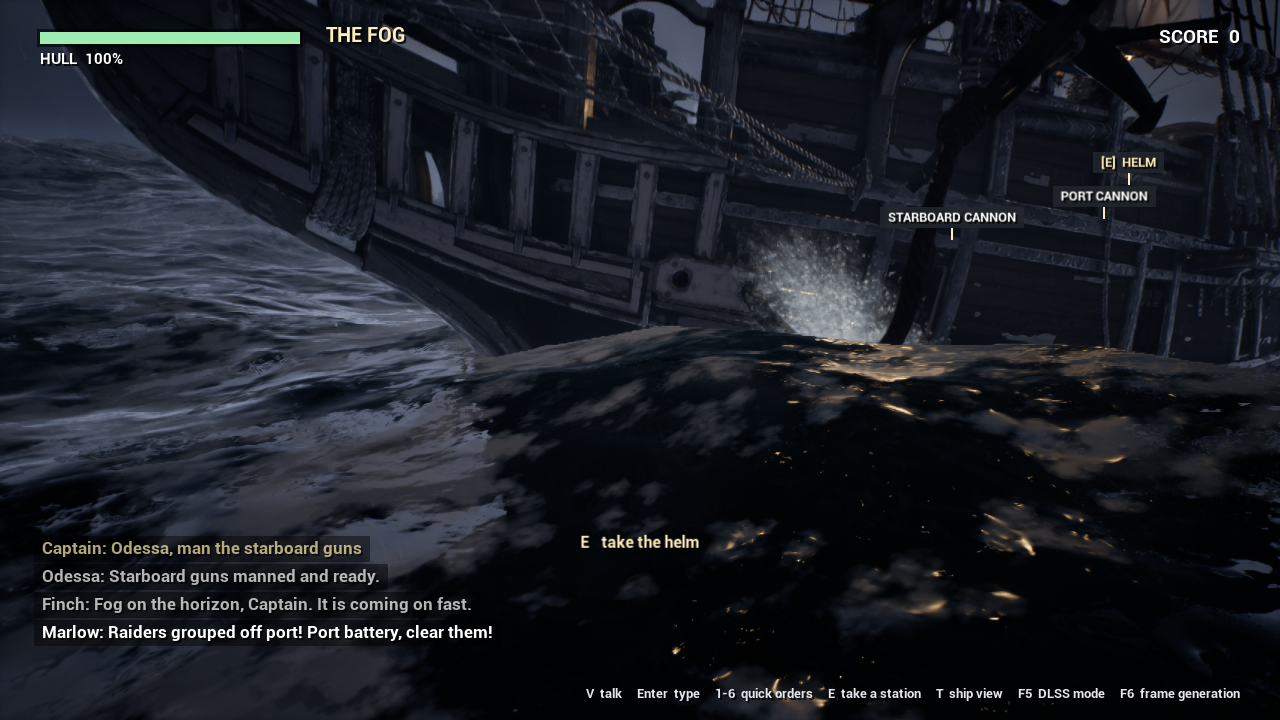 THE FOG
SCORE 0
HULL 100%
[E] HELM
PORT CANNON
STARBOARD CANNON
E take the helm
Captain: Odessa, man the starboard guns
Odessa: Starboard guns manned and ready.
Finch: Fog on the horizon, Captain. It is coming on fast.
Marlow: Raiders grouped off port! Port battery, clear them!
V talk Enter type 1-6 quick orders E take a station T ship view F5 DLSS mode F6 frame generation